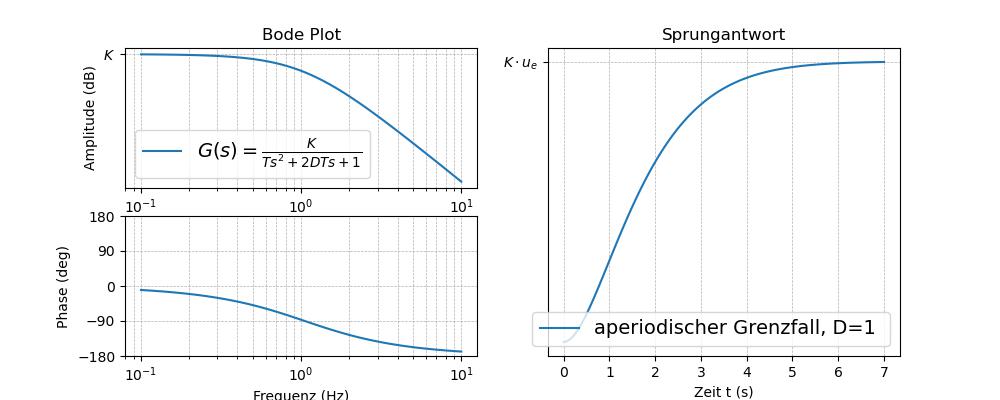 Bode Plot
K
Amplitude (dB)
G(s) = K / (Ts² + 2DTs + 1)
10⁻¹ 10⁰ 10¹
180
90
0
−90
−180
Phase (deg)
10⁻¹ 10⁰ 10¹
Frequenz (Hz)
Sprungantwort
K · uₑ
aperiodischer Grenzfall, D=1
0 1 2 3 4 5 6 7
Zeit t (s)